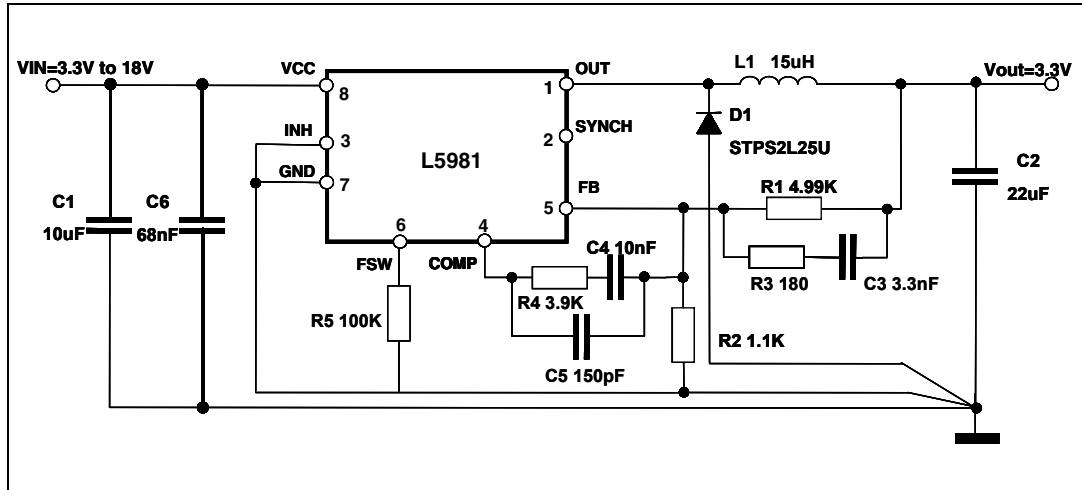 VIN=3.3V to 18V
VCC
8
OUT
1
L1 15uH
Vout=3.3V
INH
3
SYNCH
2
D1
STPS2L25U
GND
7
L5981
FB
5
R1 4.99K
C2
22uF
C1
10uF
C6
68nF
6
FSW
4
COMP
C4 10nF
R3 180
C3 3.3nF
R4 3.9K
R5 100K
R2 1.1K
C5 150pF